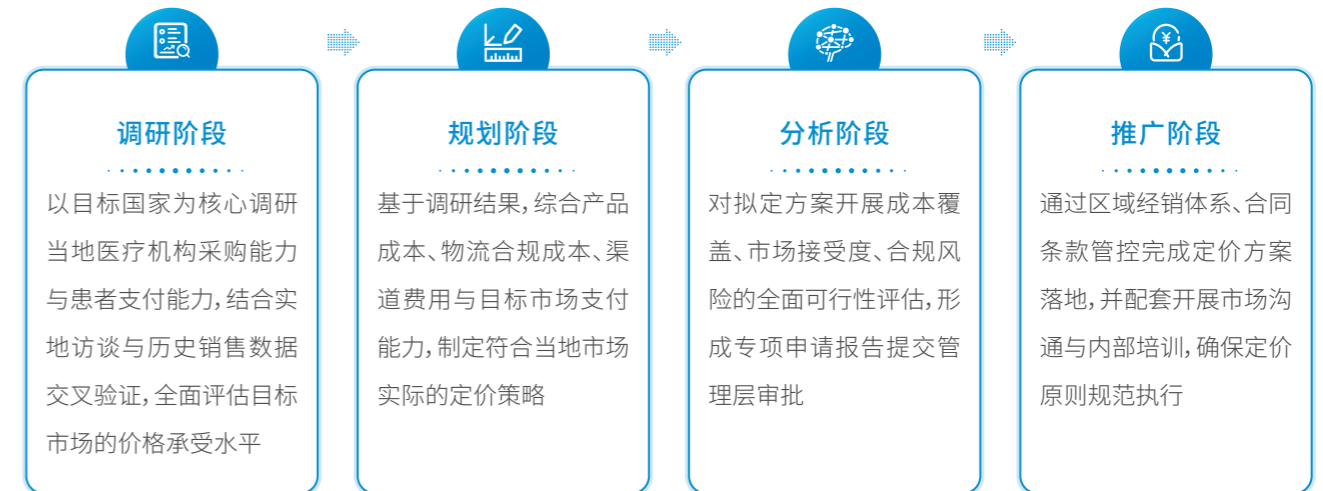 调研阶段
以目标国家为核心调研
当地医疗机构采购能力
与患者支付能力，结合实
地访谈与历史销售数据
交叉验证，全面评估目标
市场的价格承受水平
规划阶段
基于调研结果，综合产品
成本、物流合规成本、渠
道费用与目标市场支付
能力，制定符合当地市场
实际的定价策略
分析阶段
对拟定方案开展成本覆
盖、市场接受度、合规风
险的全面可行性评估，形
成专项申请报告提交管
理层审批
推广阶段
通过区域经销体系、合同
条款管控完成定价方案
落地，并配套开展市场沟
通与内部培训，确保定价
原则规范执行